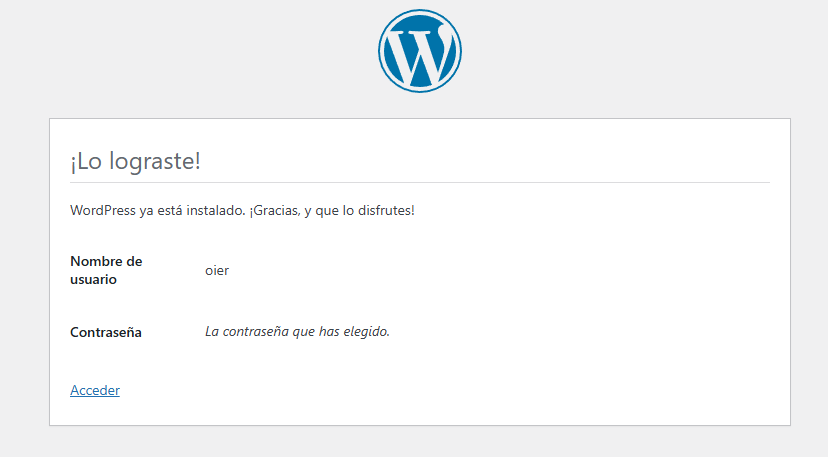 ¡Lo lograste!
WordPress ya está instalado. ¡Gracias, y que lo disfrutes!
Nombre de
usuario
oier
Contraseña
La contraseña que has elegido.
Acceder